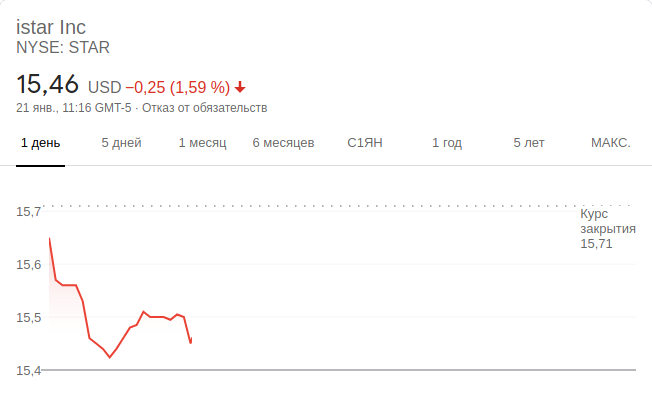 istar Inc
NYSE: STAR
15,46 USD −0,25 (1,59 %)
21 янв., 11:16 GMT-5 · Отказ от обязательств
1 день 5 дней 1 месяц 6 месяцев С1ЯН 1 год 5 лет МАКС.
15,7
Курс
закрытия
15,71
15,6
15,5
15,4